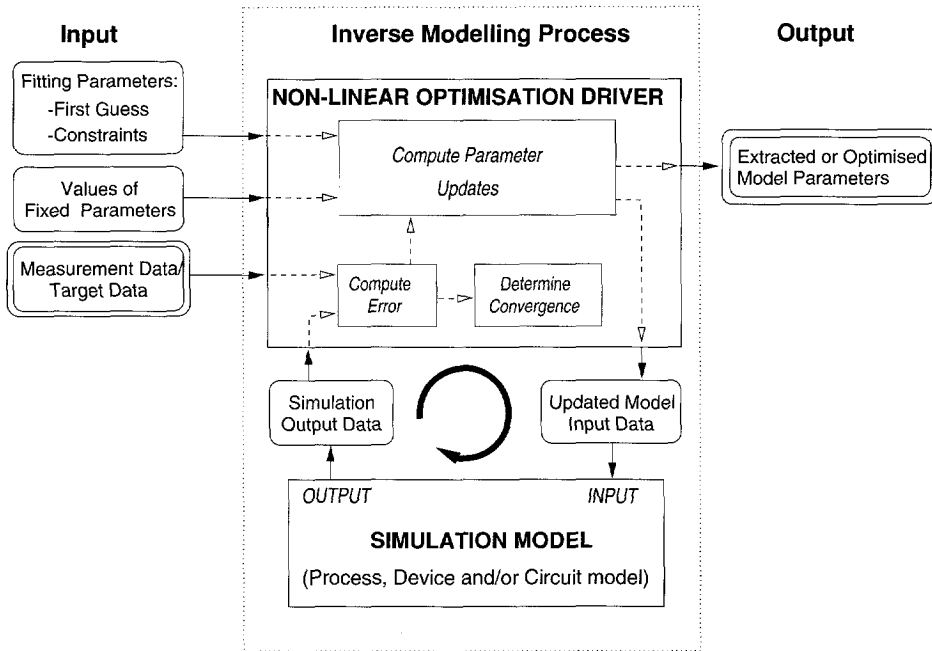 Input
Inverse Modelling Process
Output
Fitting Parameters:
-First Guess
-Constraints
Values of
Fixed Parameters
Measurement Data/
Target Data
NON-LINEAR OPTIMISATION DRIVER
Compute Parameter
Updates
Compute
Error
Determine
Convergence
Extracted or Optimised
Model Parameters
Simulation
Output Data
Updated Model
Input Data
OUTPUT
INPUT
SIMULATION MODEL
(Process, Device and/or Circuit model)